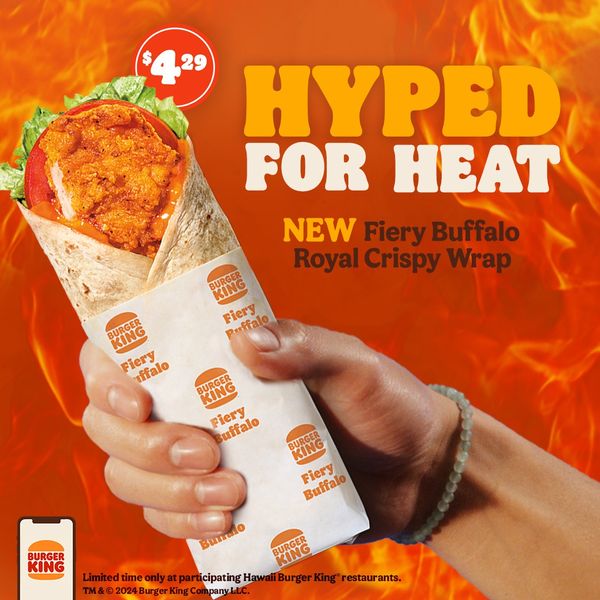 $4.29
HYPED
FOR HEAT
NEW Fiery Buffalo
Royal Crispy Wrap
BURGER
KING
Fiery
Buffalo
BURGER
KING
Fiery
Buffalo
BURGER
KING
Fiery
Buffalo
BURGER
KING
Fiery
Buffalo
Buffalo
BURGER
KING
BURGER
KING
Limited time only at participating Hawaii Burger King® restaurants.
TM & © 2024 Burger King Company LLC.